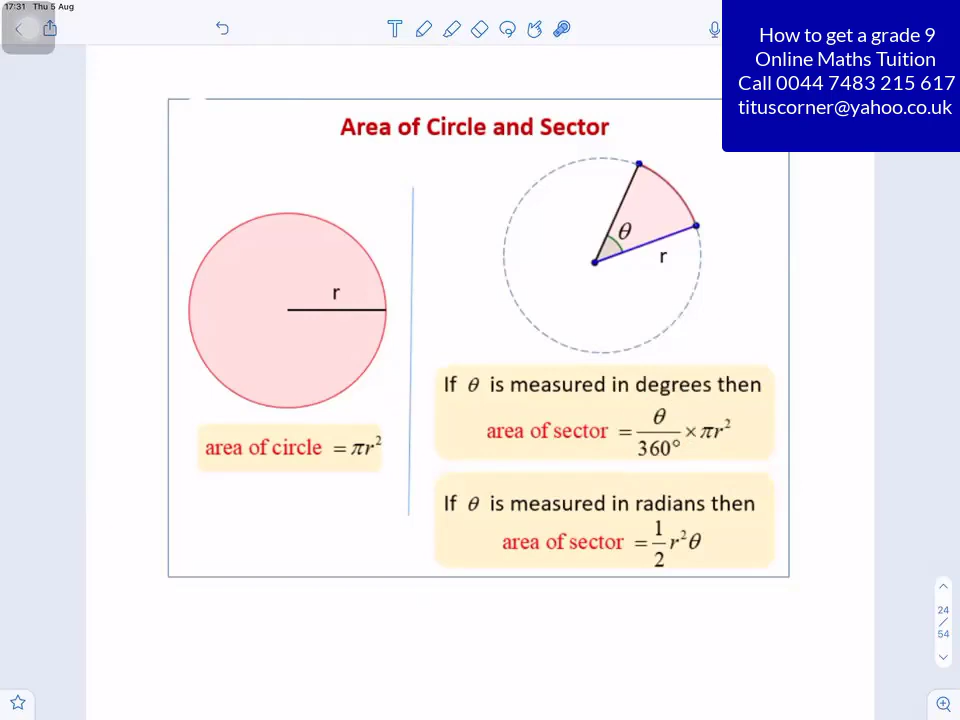 17:31 Thu 5 Aug
How to get a grade 9
Online Maths Tuition
Call 0044 7483 215 617
tituscorner@yahoo.co.uk
Area of Circle and Sector
r
area of circle = πr²
θ
r
If θ is measured in degrees then
area of sector = θ/360° × πr²
If θ is measured in radians then
area of sector = 1/2 r²θ
24
/
54